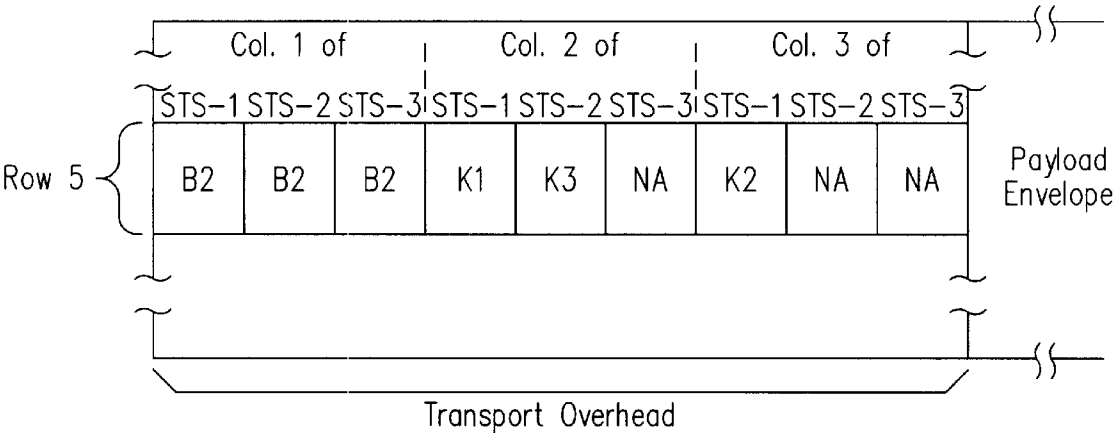 Col. 1 of Col. 2 of Col. 3 of
STS-1 STS-2 STS-3 STS-1 STS-2 STS-3 STS-1 STS-2 STS-3
Row 5 B2 B2 B2 K1 K3 NA K2 NA NA Payload
Envelope
Transport Overhead